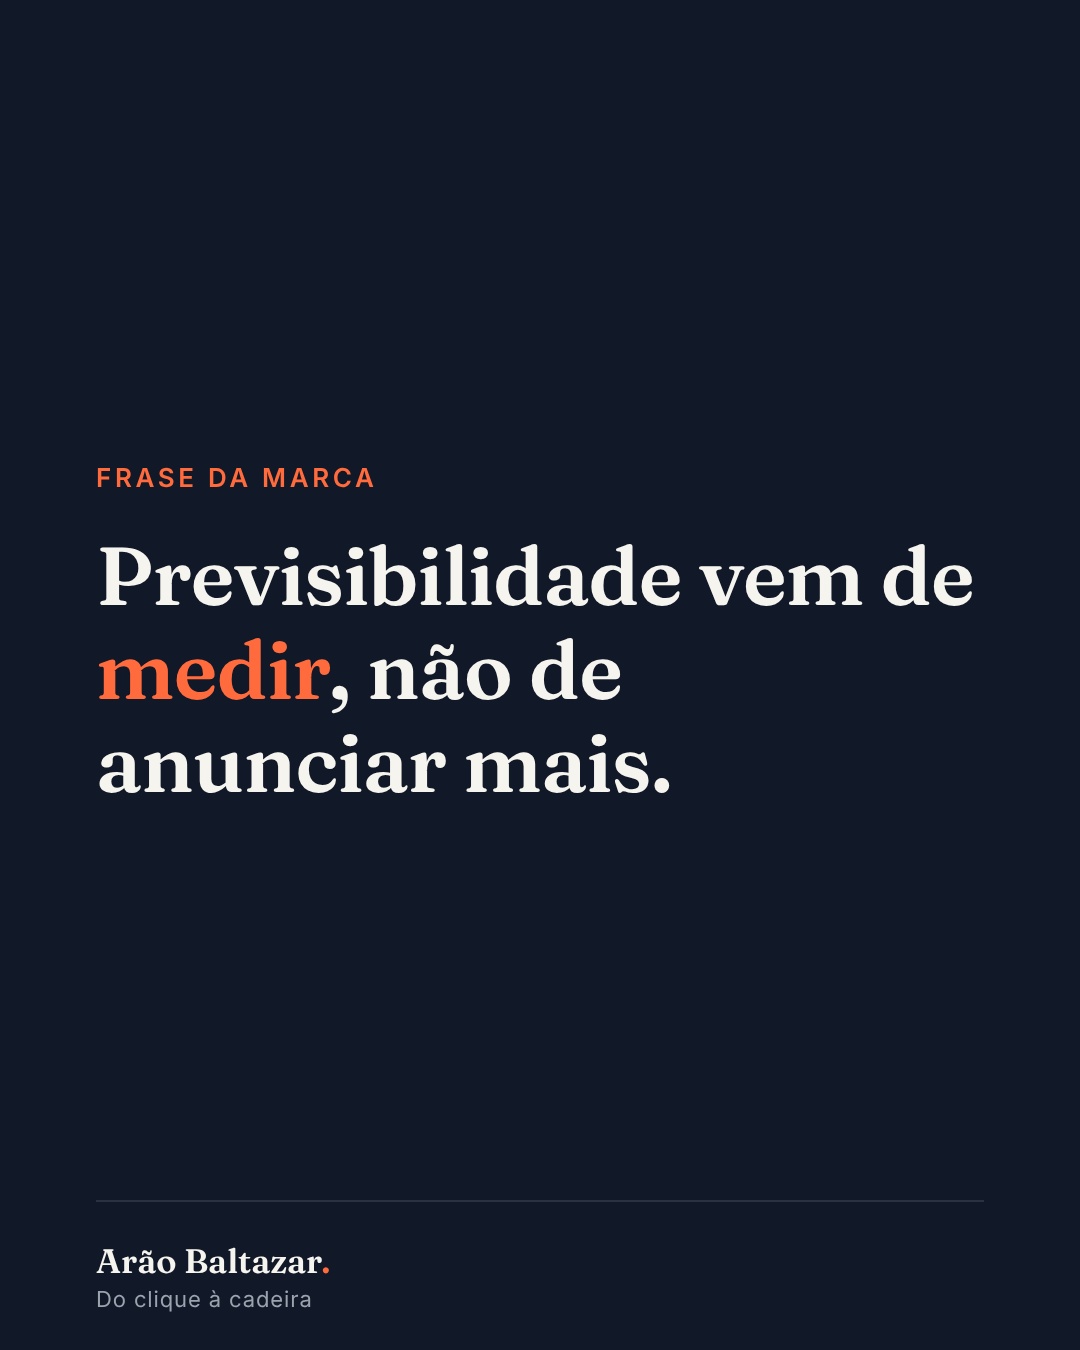 FRASE DA MARCA
Previsibilidade vem de
medir, não de
anunciar mais.
Arão Baltazar.
Do clique à cadeira